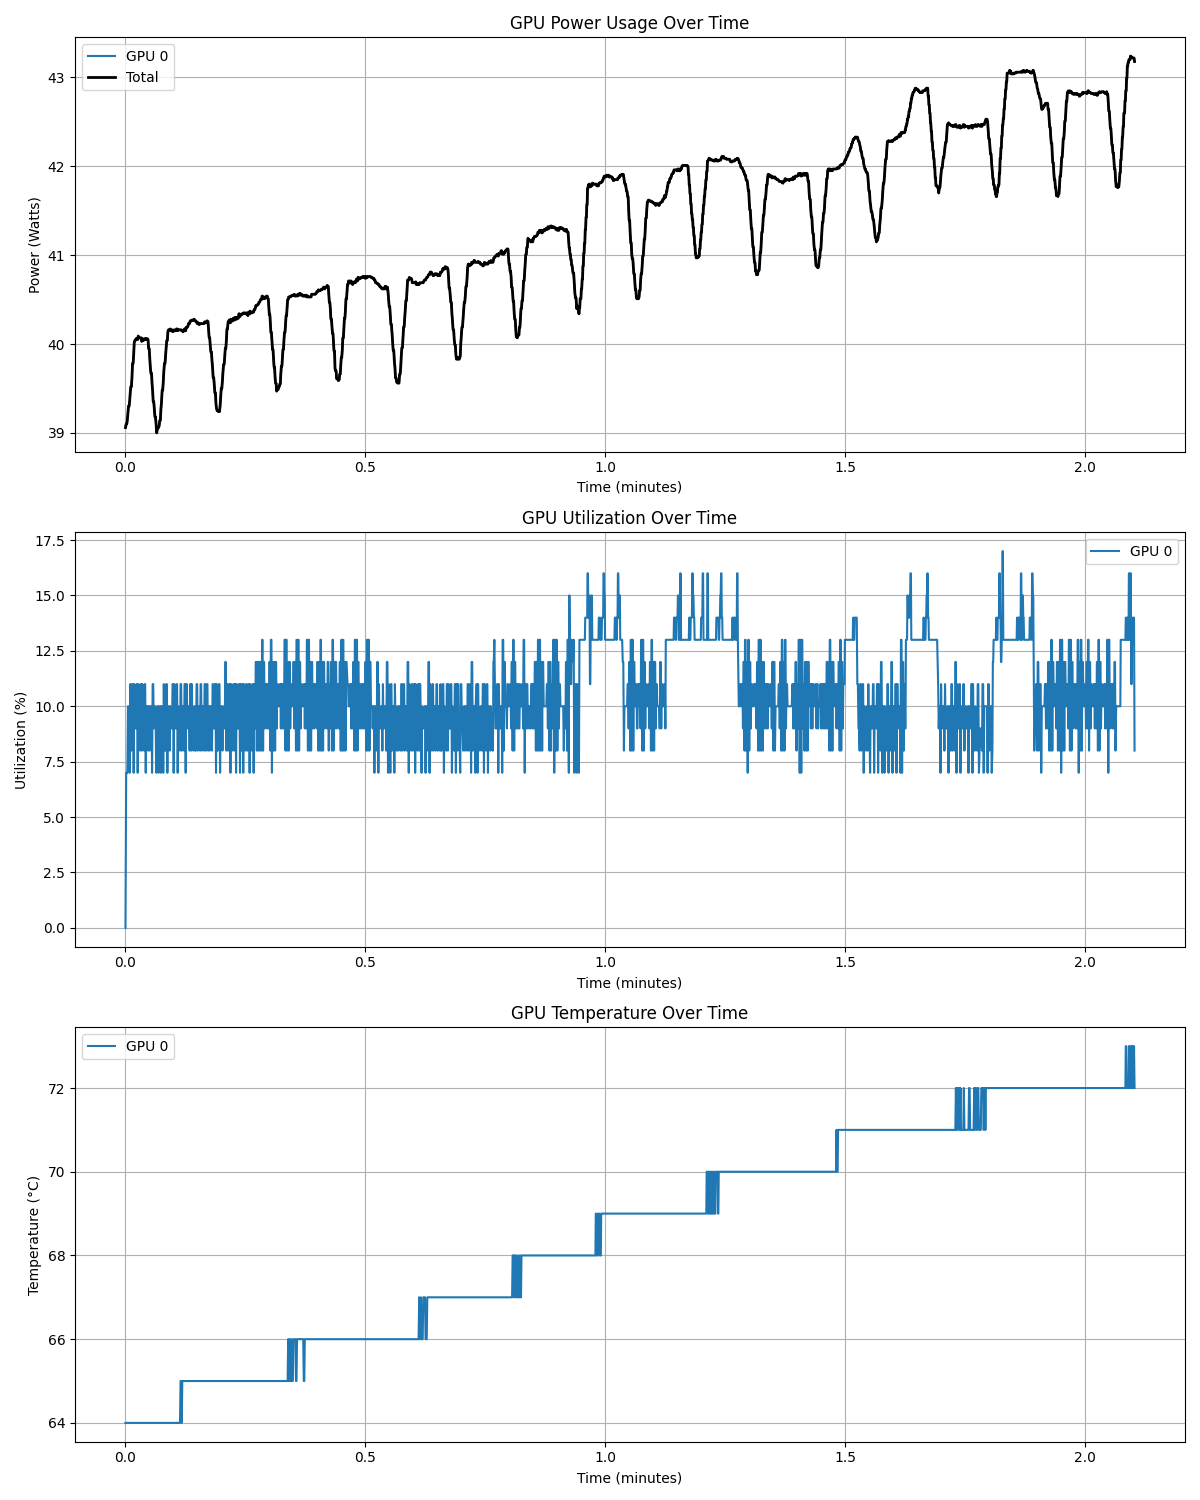 GPU Power Usage Over Time
GPU 0
Total
Power (Watts)
43
42
41
40
39
0.0 0.5 1.0 1.5 2.0
Time (minutes)
GPU Utilization Over Time
GPU 0
Utilization (%)
17.5
15.0
12.5
10.0
7.5
5.0
2.5
0.0
0.0 0.5 1.0 1.5 2.0
Time (minutes)
GPU Temperature Over Time
GPU 0
Temperature (°C)
72
70
68
66
64
0.0 0.5 1.0 1.5 2.0
Time (minutes)